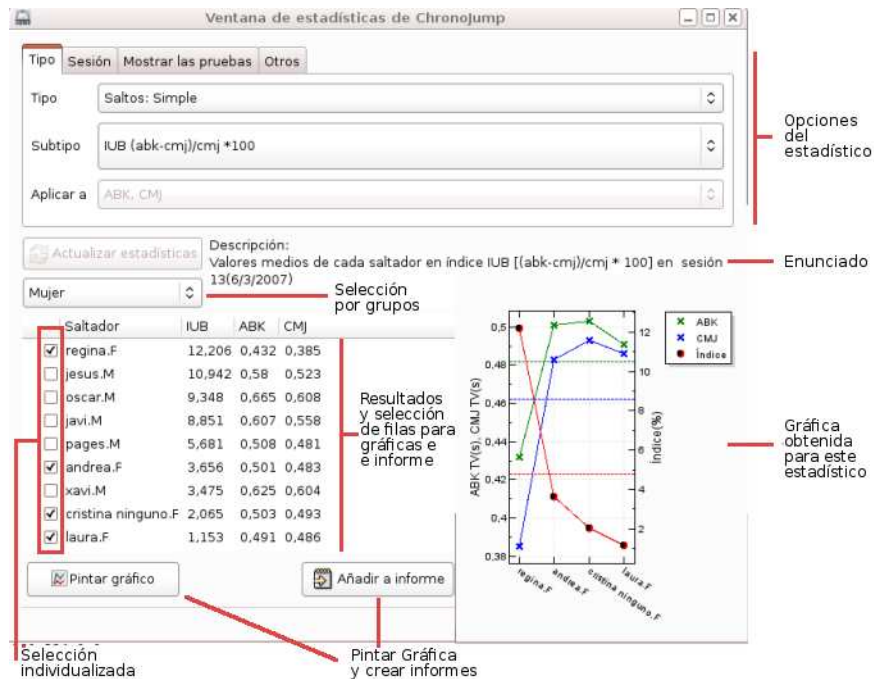 Ventana de estadísticas de ChronoJump
Tipo Sesión Mostrar las pruebas Otros
Tipo Saltos: Simple
Subtipo IUB (abk-cmj)/cmj *100
Aplicar a ABK, CMJ
Opciones
del
estadístico
Actualizar estadísticas
Descripción:
Valores medios de cada saltador en índice IUB [(abk-cmj)/cmj * 100] en sesión
13(6/3/2007)
Enunciado
Mujer
Selección
por grupos
Saltador IUB ABK CMJ
regina.F 12,206 0,432 0,385
jesus.M 10,942 0,58 0,523
oscar.M 9,348 0,665 0,608
javi.M 8,851 0,607 0,558
pages.M 5,681 0,508 0,481
andrea.F 3,656 0,501 0,483
xavi.M 3,475 0,625 0,604
cristina ninguno.F 2,065 0,503 0,493
laura.F 1,153 0,491 0,486
Resultados
y selección
de filas para
gráficas e
e informe
ABK
CMJ
Índice
ABK TV(s), CMJ TV(s)
0,5
0,48
0,46
0,44
0,42
0,4
0,38
Índice(%)
12
10
8
6
4
2
regina.F
andrea.F
cristina ninguno.F
laura.F
Gráfica
obtenida
para este
estadístico
Pintar gráfico
Añadir a informe
Selección
individualizada
Pintar Gráfica
y crear informes